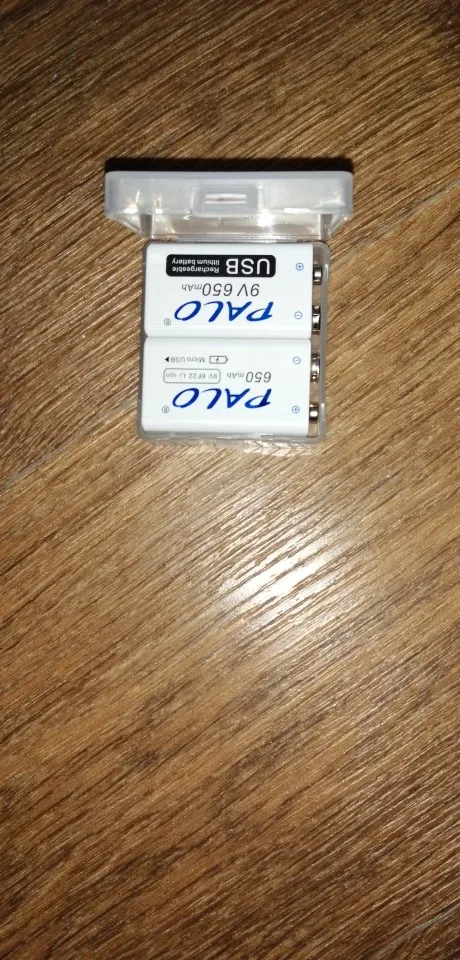 PALO ®
650 mAh 9V 6F22 Li-ion
Micro USB
PALO ®
9V 650mAh
USB Rechargeable
lithium battery